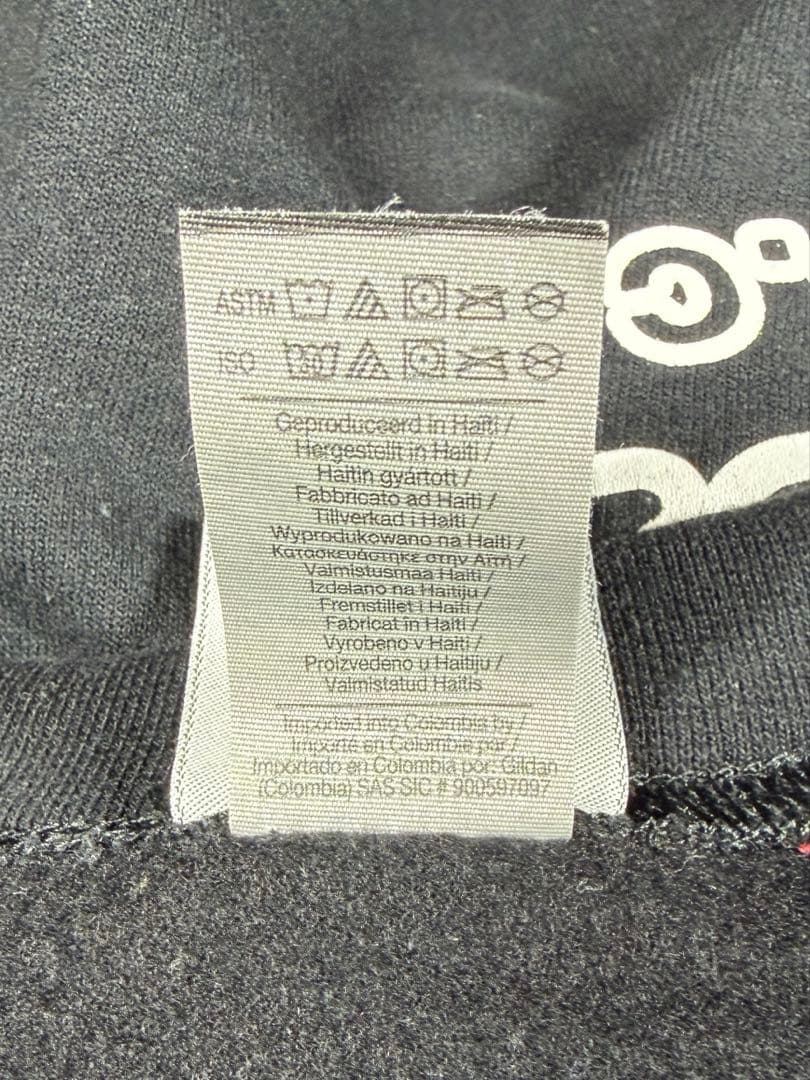 ASTM
ISO 30
Geproduceerd in Haïti /
Hergestellt in Haiti /
Haitin gyártott /
Fabbricato ad Haiti /
Tillverkad i Haiti /
Wyprodukowano na Haiti /
Κατασκευάστηκε στην Αϊτή /
Valmistusmaa Haiti /
Izdelano na Haitiju /
Fremstillet i Haiti /
Fabricat in Haiti /
Vyrobeno v Haiti /
Proizvedeno u Haitiju /
Valmistatud Haitis
Imported into Colombia by /
Importé en Colombie par /
Importado en Colombia por: Gildan
(Colombia) SAS SIC # 900597097